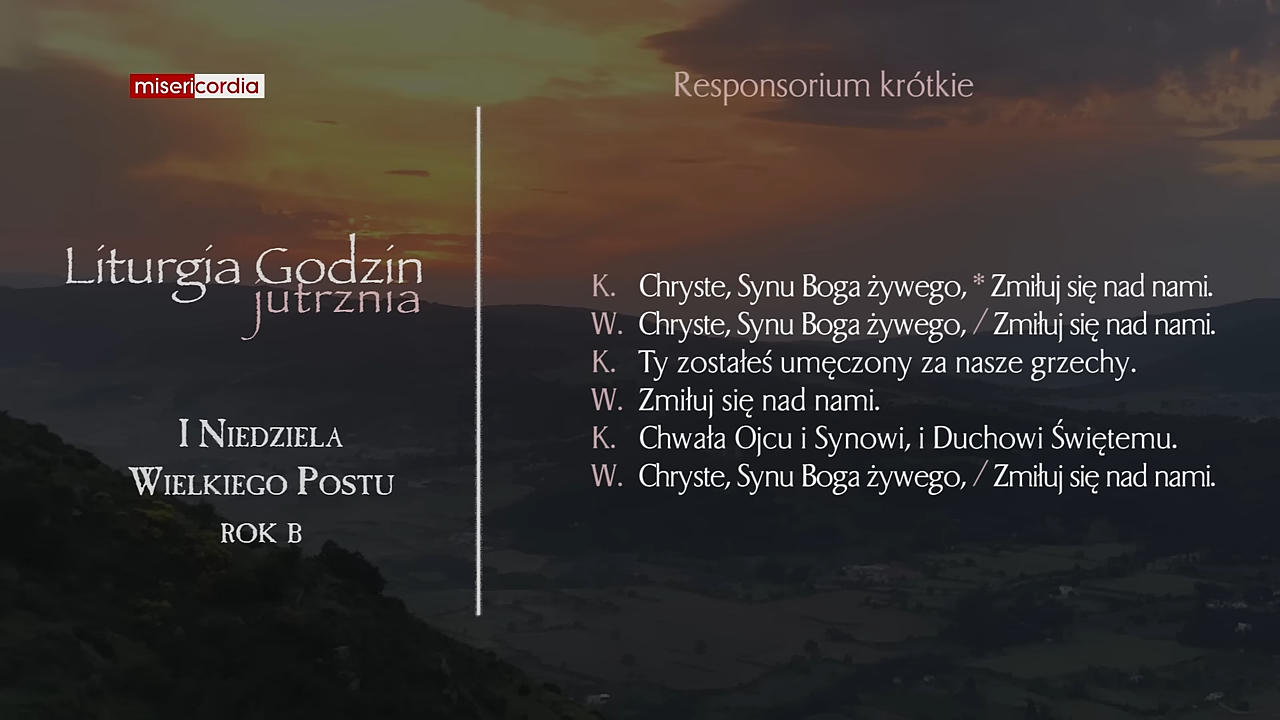 misericordia
Liturgia Godzin
jutrznia
I Niedziela
Wielkiego Postu
rok B
Responsorium krótkie
K. Chryste, Synu Boga żywego, * Zmiłuj się nad nami.
W. Chryste, Synu Boga żywego, / Zmiłuj się nad nami.
K. Ty zostałeś umęczony za nasze grzechy.
W. Zmiłuj się nad nami.
K. Chwała Ojcu i Synowi, i Duchowi Świętemu.
W. Chryste, Synu Boga żywego, / Zmiłuj się nad nami.